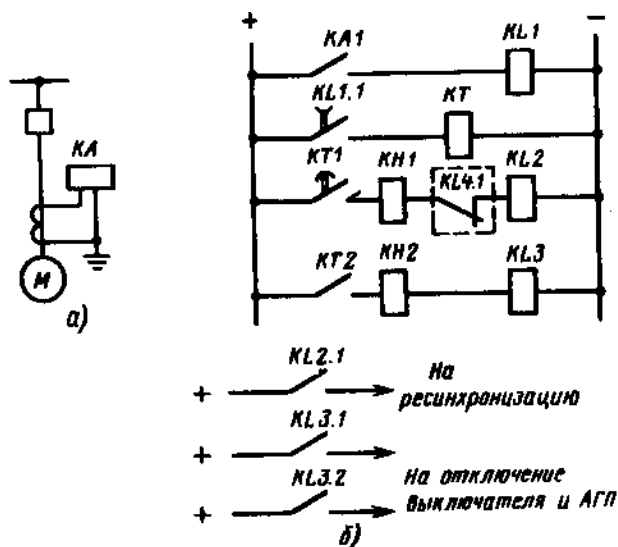 +
−
KA1
KL1
KA
M
а)
KL1.1
KT
KT1
KH1
KL4.1
KL2
KT2
KH2
KL3
+
KL2.1
На
ресинхронизацию
+
KL3.1
+
KL3.2
На отключение
выключателя и АГП
б)